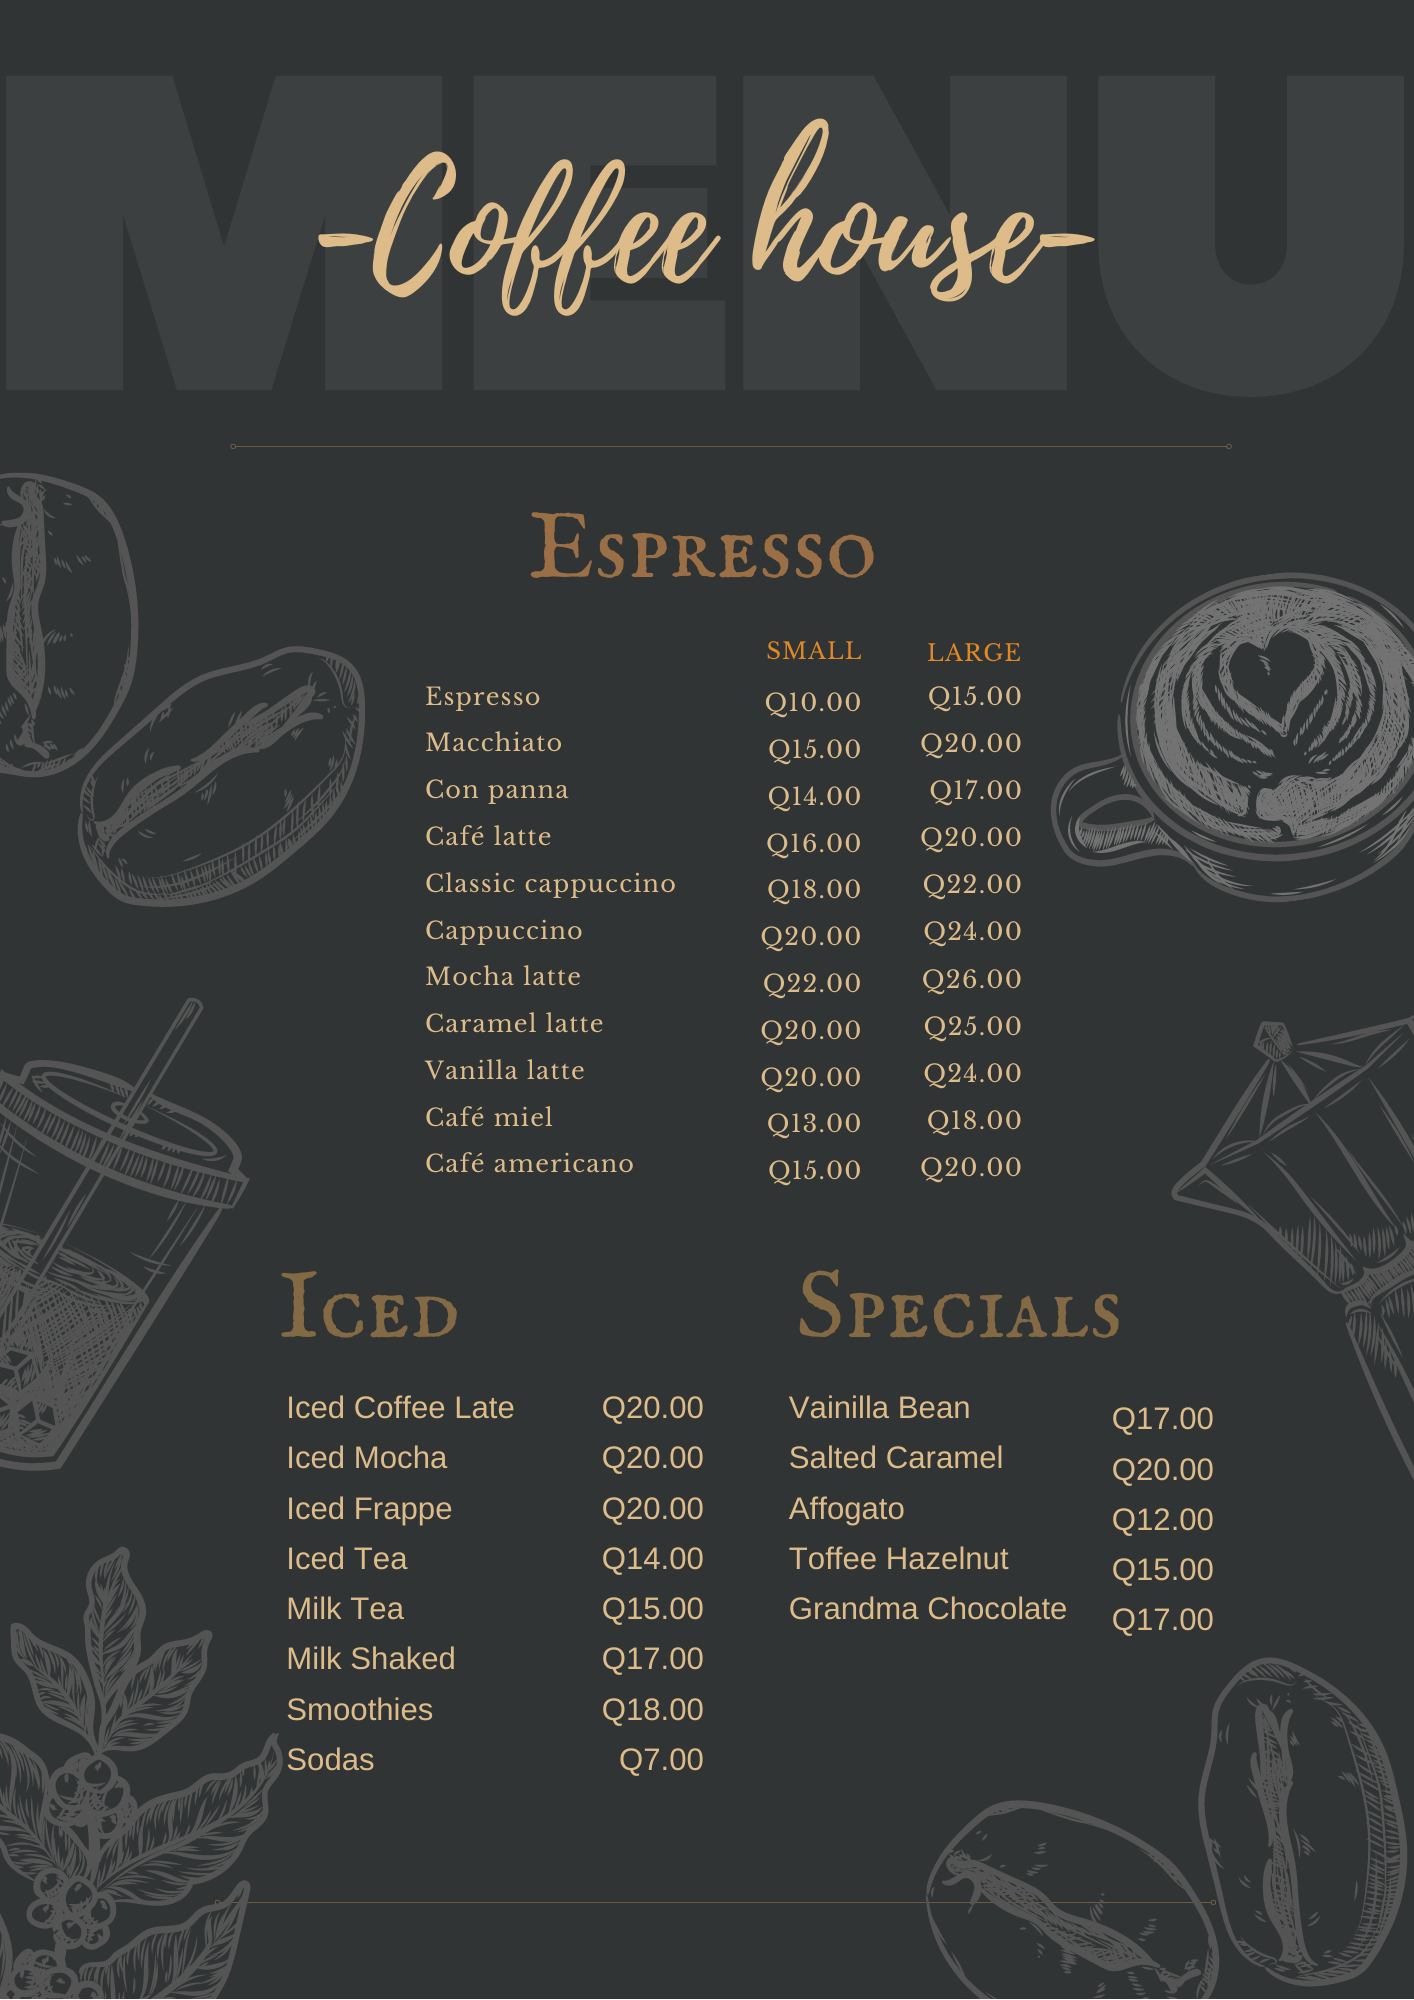 MENU
-Coffee house-
Espresso
SMALL LARGE
Espresso Q10.00 Q15.00
Macchiato Q15.00 Q20.00
Con panna Q14.00 Q17.00
Café latte Q16.00 Q20.00
Classic cappuccino Q18.00 Q22.00
Cappuccino Q20.00 Q24.00
Mocha latte Q22.00 Q26.00
Caramel latte Q20.00 Q25.00
Vanilla latte Q20.00 Q24.00
Café miel Q13.00 Q18.00
Café americano Q15.00 Q20.00
Iced
Iced Coffee Late Q20.00
Iced Mocha Q20.00
Iced Frappe Q20.00
Iced Tea Q14.00
Milk Tea Q15.00
Milk Shaked Q17.00
Smoothies Q18.00
Sodas Q7.00
Specials
Vainilla Bean Q17.00
Salted Caramel Q20.00
Affogato Q12.00
Toffee Hazelnut Q15.00
Grandma Chocolate Q17.00